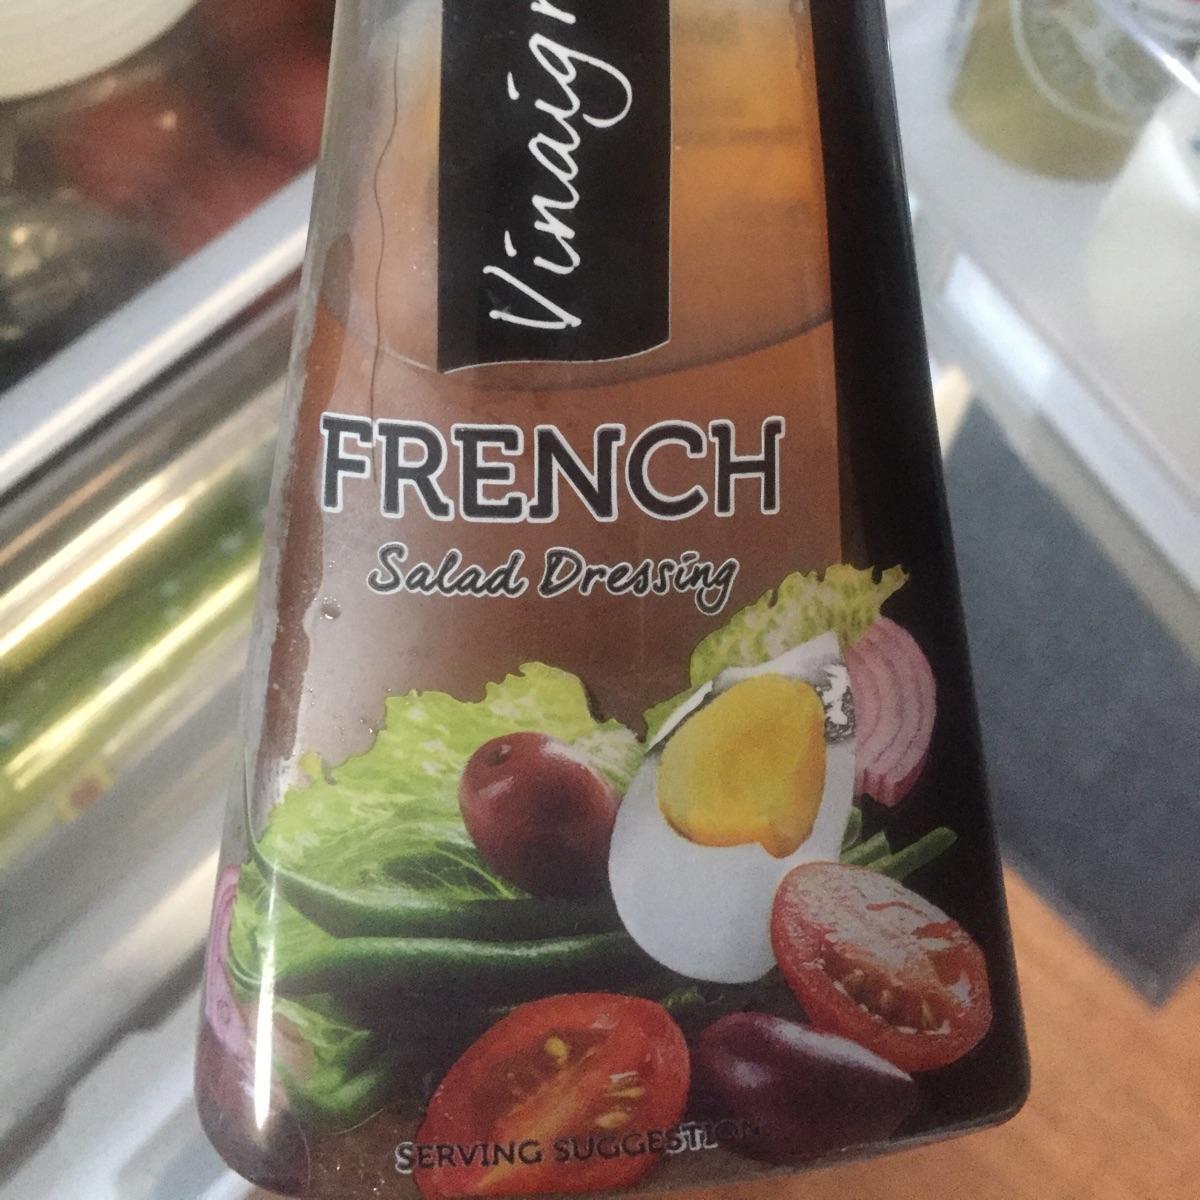 FRENCH
Salad Dressing
SERVING SUGGESTION